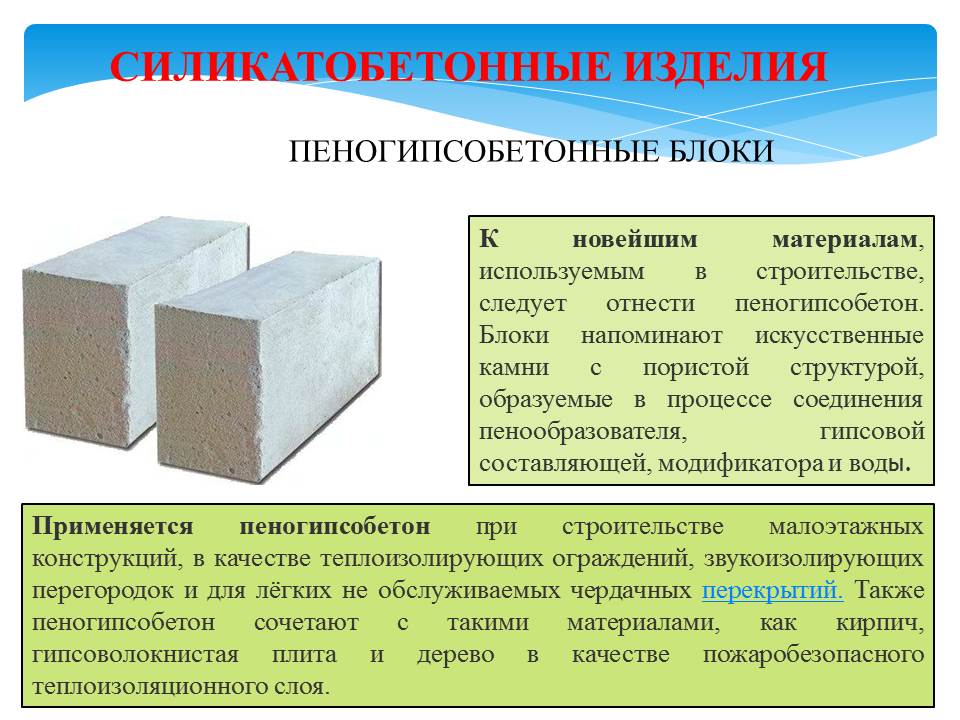 СИЛИКАТОБЕТОННЫЕ ИЗДЕЛИЯ
ПЕНОГИПСОБЕТОННЫЕ БЛОКИ
К новейшим материалам,
используемым в строительстве,
следует отнести пеногипсобетон.
Блоки напоминают искусственные
камни с пористой структурой,
образуемые в процессе соединения
пенообразователя, гипсовой
составляющей, модификатора и воды.
Применяется пеногипсобетон при строительстве малоэтажных
конструкций, в качестве теплоизолирующих ограждений, звукоизолирующих
перегородок и для лёгких не обслуживаемых чердачных перекрытий. Также
пеногипсобетон сочетают с такими материалами, как кирпич,
гипсоволокнистая плита и дерево в качестве пожаробезопасного
теплоизоляционного слоя.